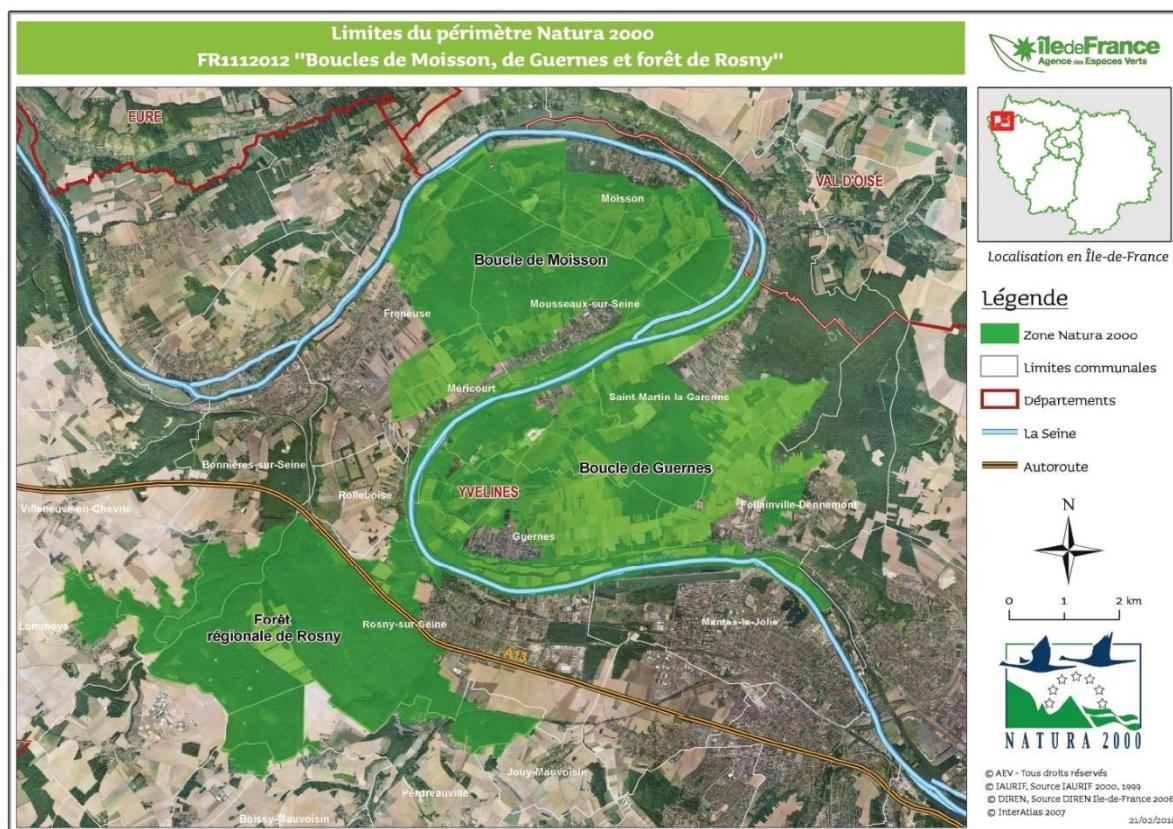 Limites du périmètre Natura 2000
FR1112012 "Boucles de Moisson, de Guernes et forêt de Rosny"
îledeFrance
Agence des Espaces Verts
EURE
VAL D'OISE
Moisson
Boucle de Moisson
Mousseaux-sur-Seine
Freneuse
Méricourt
Saint Martin la Garenne
Boucle de Guernes
Bonnières-sur-Seine
Rolleboise
YVELINES
Follainville-Dennemont
Villeneuve-en-Chevrie
Guernes
Forêt
régionale de Rosny
Lommoye
Rosny-sur-Seine
Mantes-la-Jolie
A13
Jouy-Mauvoisin
Perdreauville
Boissy-Mauvoisin
Localisation en Île-de-France
Légende
Zone Natura 2000
Limites communales
Départements
La Seine
Autoroute
N
0 1 2 km
NATURA 2000
© AEV - Tous droits réservés
© IAURIF, Source IAURIF 2000, 1999
© DIREN, Source DIREN Ile-de-France 2006
© InterAtlas 2007